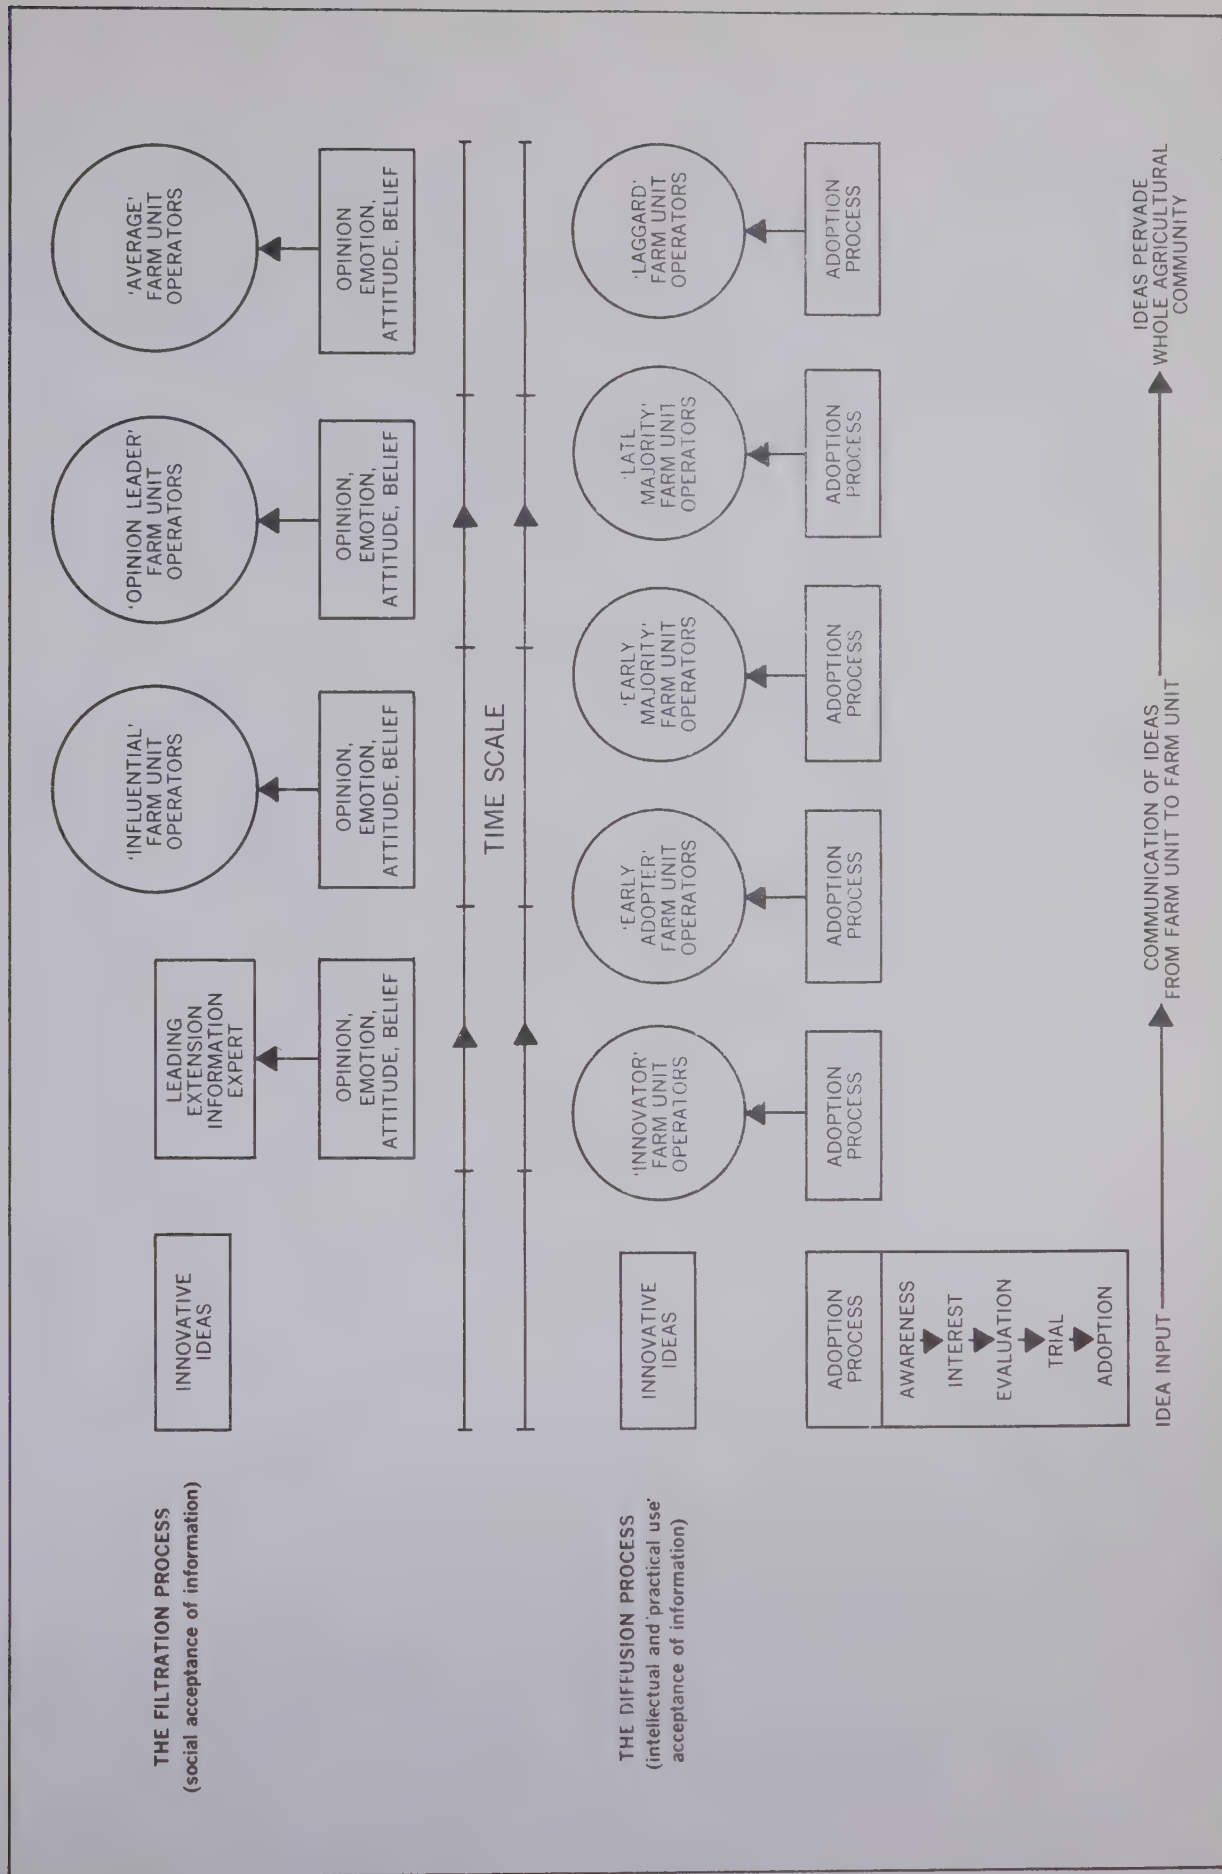 THE FILTRATION PROCESS
(social acceptance of information)
INNOVATIVE
IDEAS
LEADING
EXTENSION
INFORMATION
EXPERT
OPINION,
EMOTION,
ATTITUDE, BELIEF
'INFLUENTIAL'
FARM UNIT
OPERATORS
OPINION,
EMOTION,
ATTITUDE, BELIEF
'OPINION LEADER'
FARM UNIT
OPERATORS
OPINION,
EMOTION,
ATTITUDE, BELIEF
'AVERAGE'
FARM UNIT
OPERATORS
OPINION
EMOTION,
ATTITUDE, BELIEF
TIME SCALE
THE DIFFUSION PROCESS
(intellectual and 'practical use'
acceptance of information)
INNOVATIVE
IDEAS
ADOPTION
PROCESS
AWARENESS
INTEREST
EVALUATION
TRIAL
ADOPTION
'INNOVATOR'
FARM UNIT
OPERATORS
ADOPTION
PROCESS
'EARLY
ADOPTER'
FARM UNIT
OPERATORS
ADOPTION
PROCESS
'EARLY
MAJORITY'
FARM UNIT
OPERATORS
ADOPTION
PROCESS
'LATE
MAJORITY'
FARM UNIT
OPERATORS
ADOPTION
PROCESS
'LAGGARD'
FARM UNIT
OPERATORS
ADOPTION
PROCESS
IDEA INPUT
COMMUNICATION OF IDEAS
FROM FARM UNIT TO FARM UNIT
IDEAS PERVADE
WHOLE AGRICULTURAL
COMMUNITY